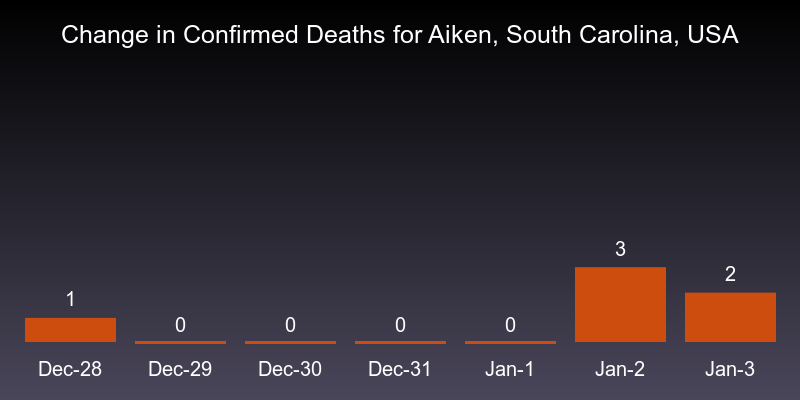 Change in Confirmed Deaths for Aiken, South Carolina, USA
3
2
1
0
0
0
0
Dec-28
Dec-29
Dec-30
Dec-31
Jan-1
Jan-2
Jan-3